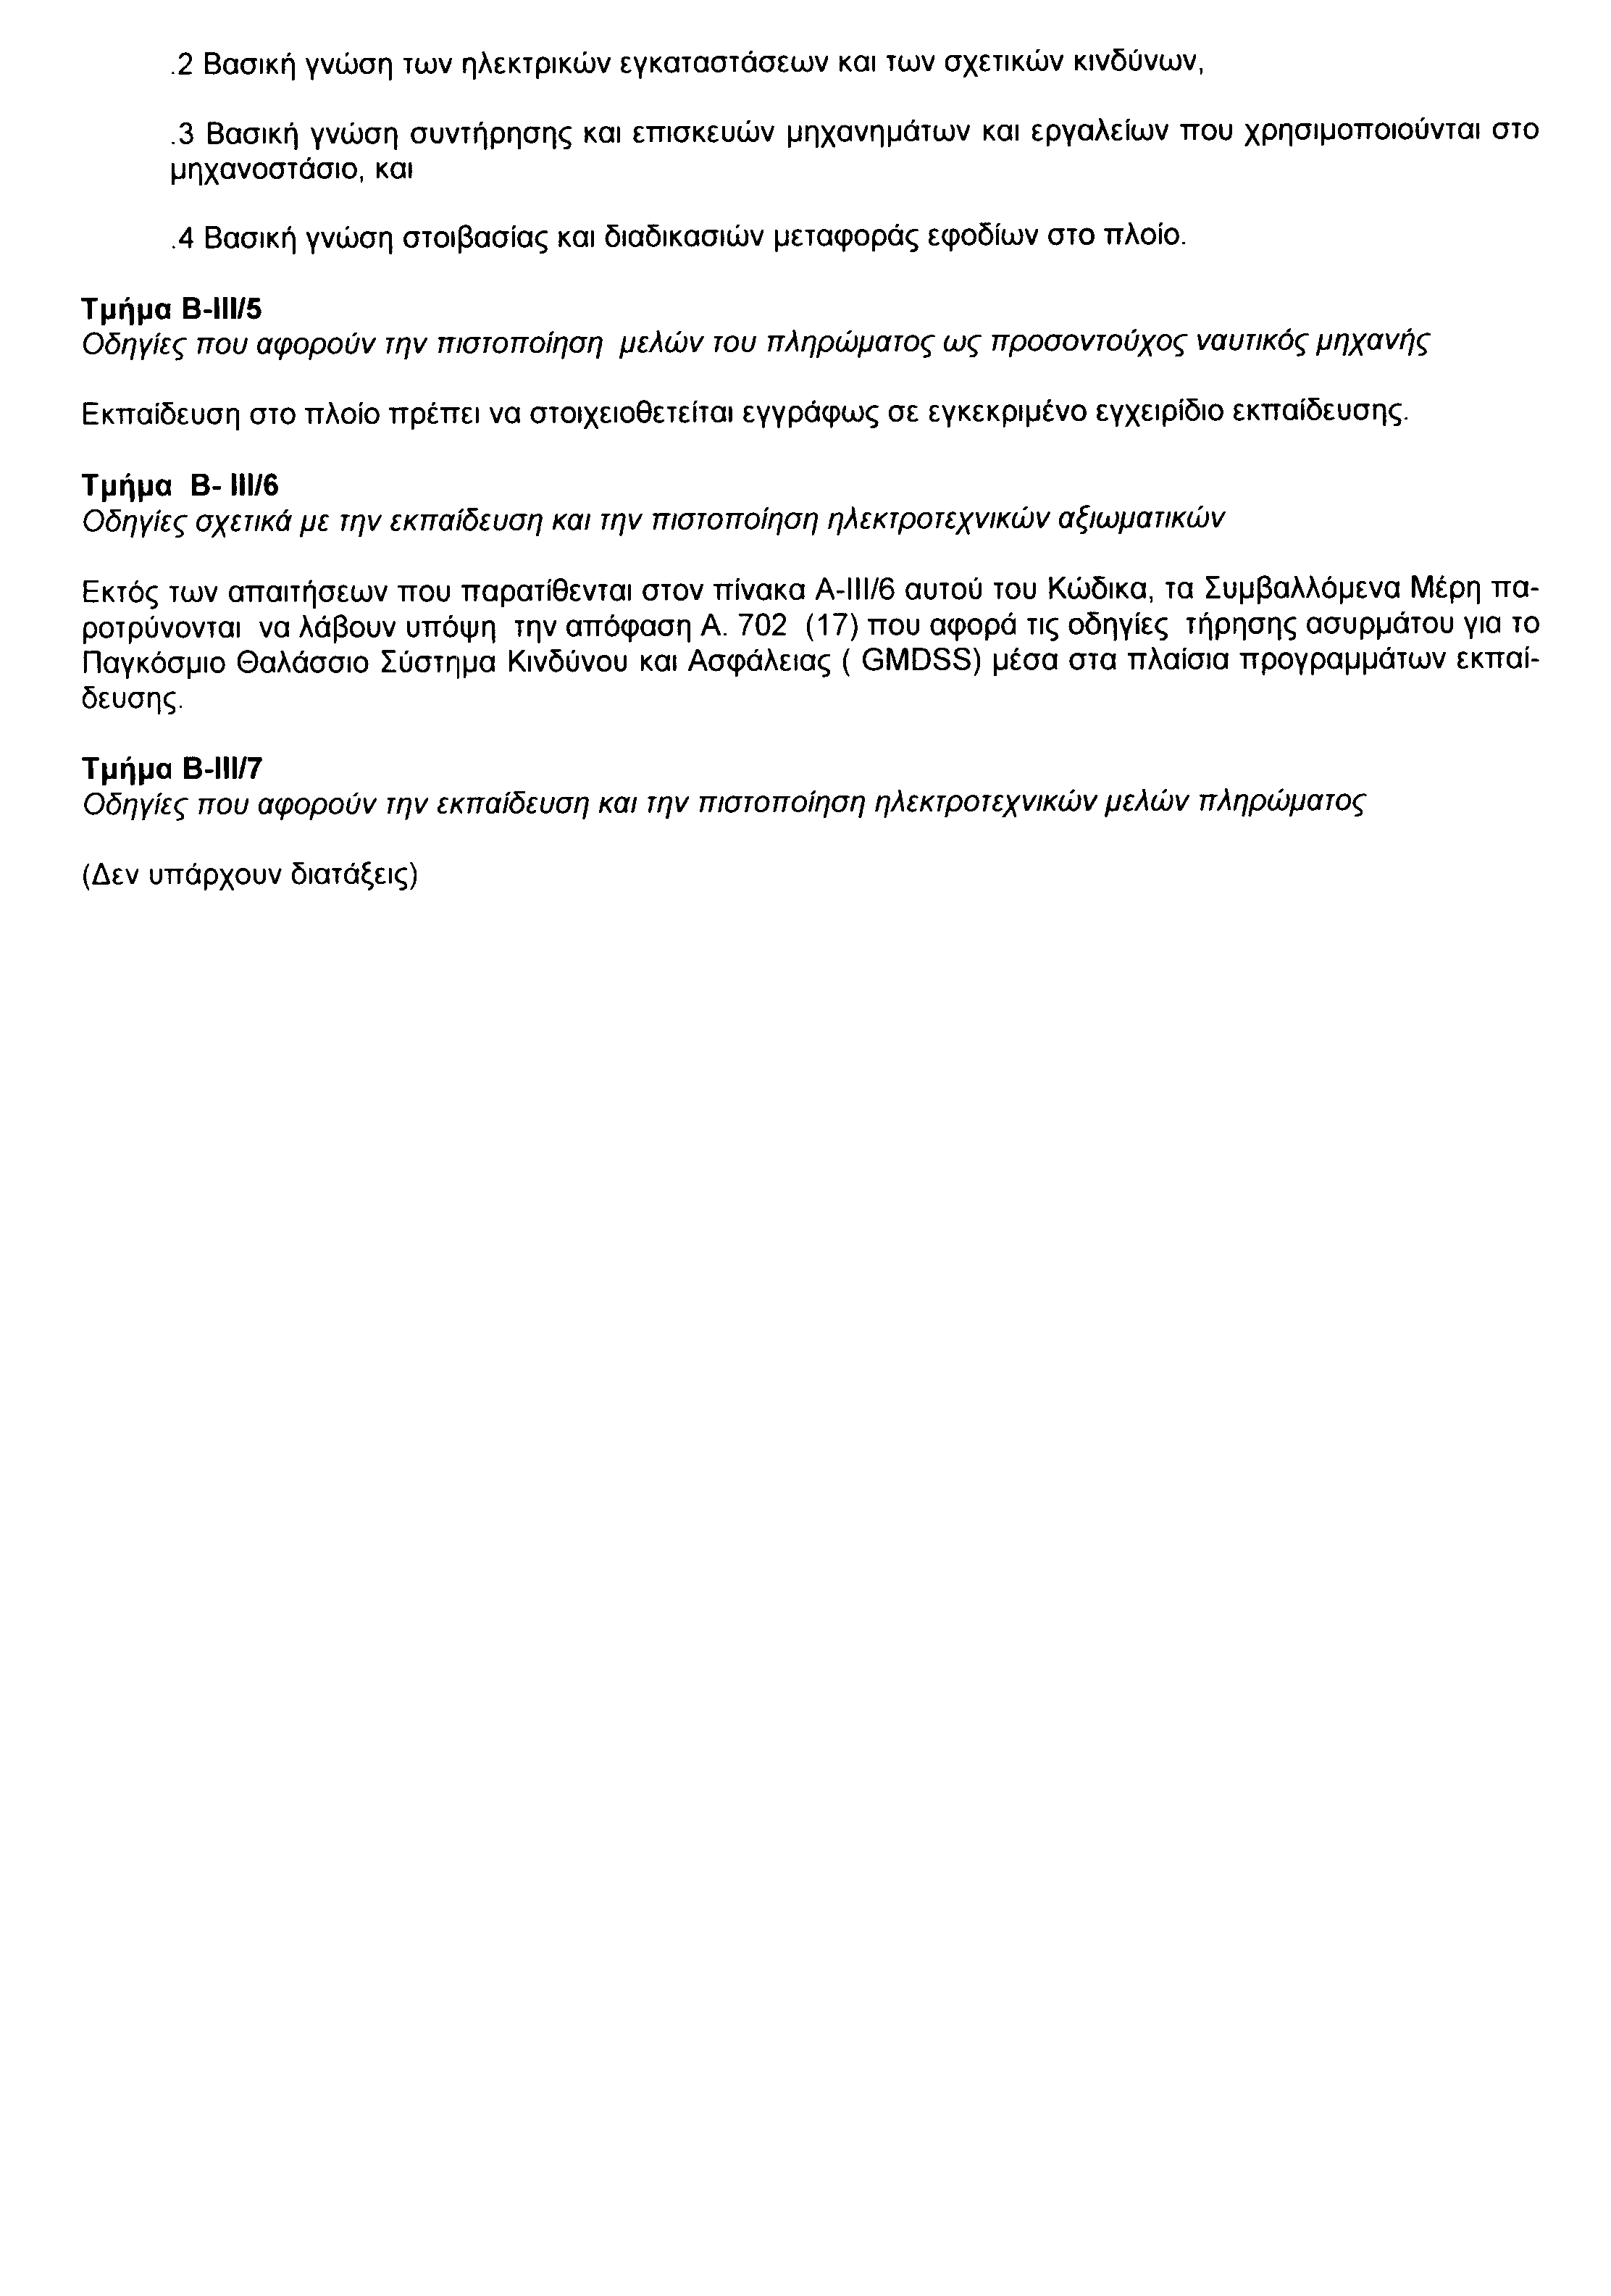 .2 Βασική γνώση των ηλεκτρικών εγκαταστάσεων και των σχετικών κινδύνων,
.3 Βασική γνώση συντήρησης και επισκευών μηχανημάτων και εργαλείων που χρησιμοποιούνται στο
μηχανοστάσιο, και
.4 Βασική γνώση στοιβασίας και διαδικασιών μεταφοράς εφοδίων στο πλοίο.
Τμήμα Β-ΙΙΙ/5
Οδηγίες που αφορούν την πιστοποίηση μελών του πληρώματος ως προσοντούχος ναυτικός μηχανής
Εκπαίδευση στο πλοίο πρέπει να στοιχειοθετείται εγγράφως σε εγκεκριμένο εγχειρίδιο εκπαίδευσης.
Τμήμα Β- ΙΙΙ/6
Οδηγίες σχετικά με την εκπαίδευση και την πιστοποίηση ηλεκτροτεχνικών αξιωματικών
Εκτός των απαιτήσεων που παρατίθενται στον πίνακα Α-ΙΙΙ/6 αυτού του Κώδικα, τα Συμβαλλόμενα Μέρη πα-
ροτρύνονται να λάβουν υπόψη την απόφαση Α. 702 (17) που αφορά τις οδηγίες τήρησης ασυρμάτου για το
Παγκόσμιο Θαλάσσιο Σύστημα Κινδύνου και Ασφάλειας ( GMDSS) μέσα στα πλαίσια προγραμμάτων εκπαί-
δευσης.
Τμήμα Β-ΙΙΙ/7
Οδηγίες που αφορούν την εκπαίδευση και την πιστοποίηση ηλεκτροτεχνικών μελών πληρώματος
(Δεν υπάρχουν διατάξεις)